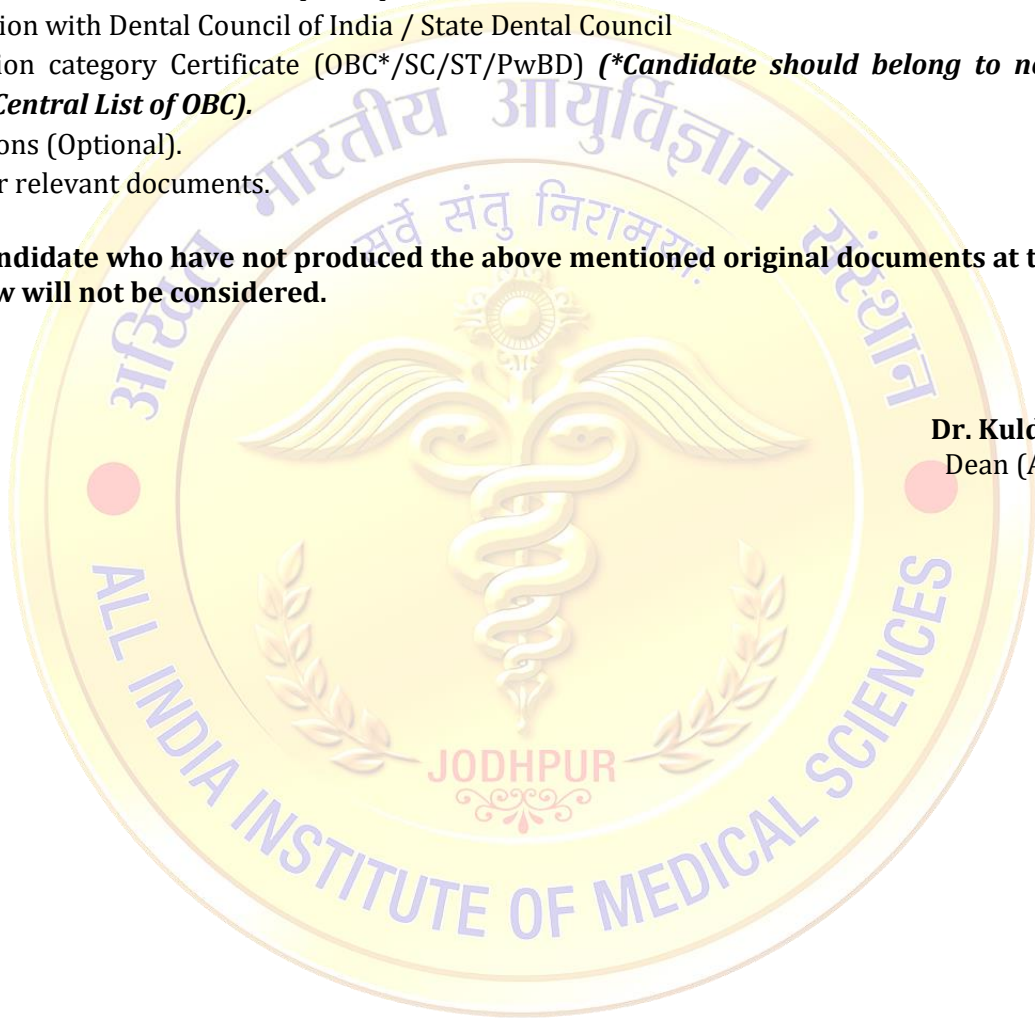 ion with Dental Council of India / State Dental Council
ion category Certificate (OBC*/SC/ST/PwBD) (*Candidate should belong to no
Central List of OBC).
ons (Optional).
r relevant documents.
ndidate who have not produced the above mentioned original documents at t
w will not be considered.
Dr. Kuld
Dean (A
अखिल भारतीय आयुर्विज्ञान संस्थान
सर्वे संतु निरामयाः
JODHPUR
ALL INDIA INSTITUTE OF MEDICAL SCIENCES